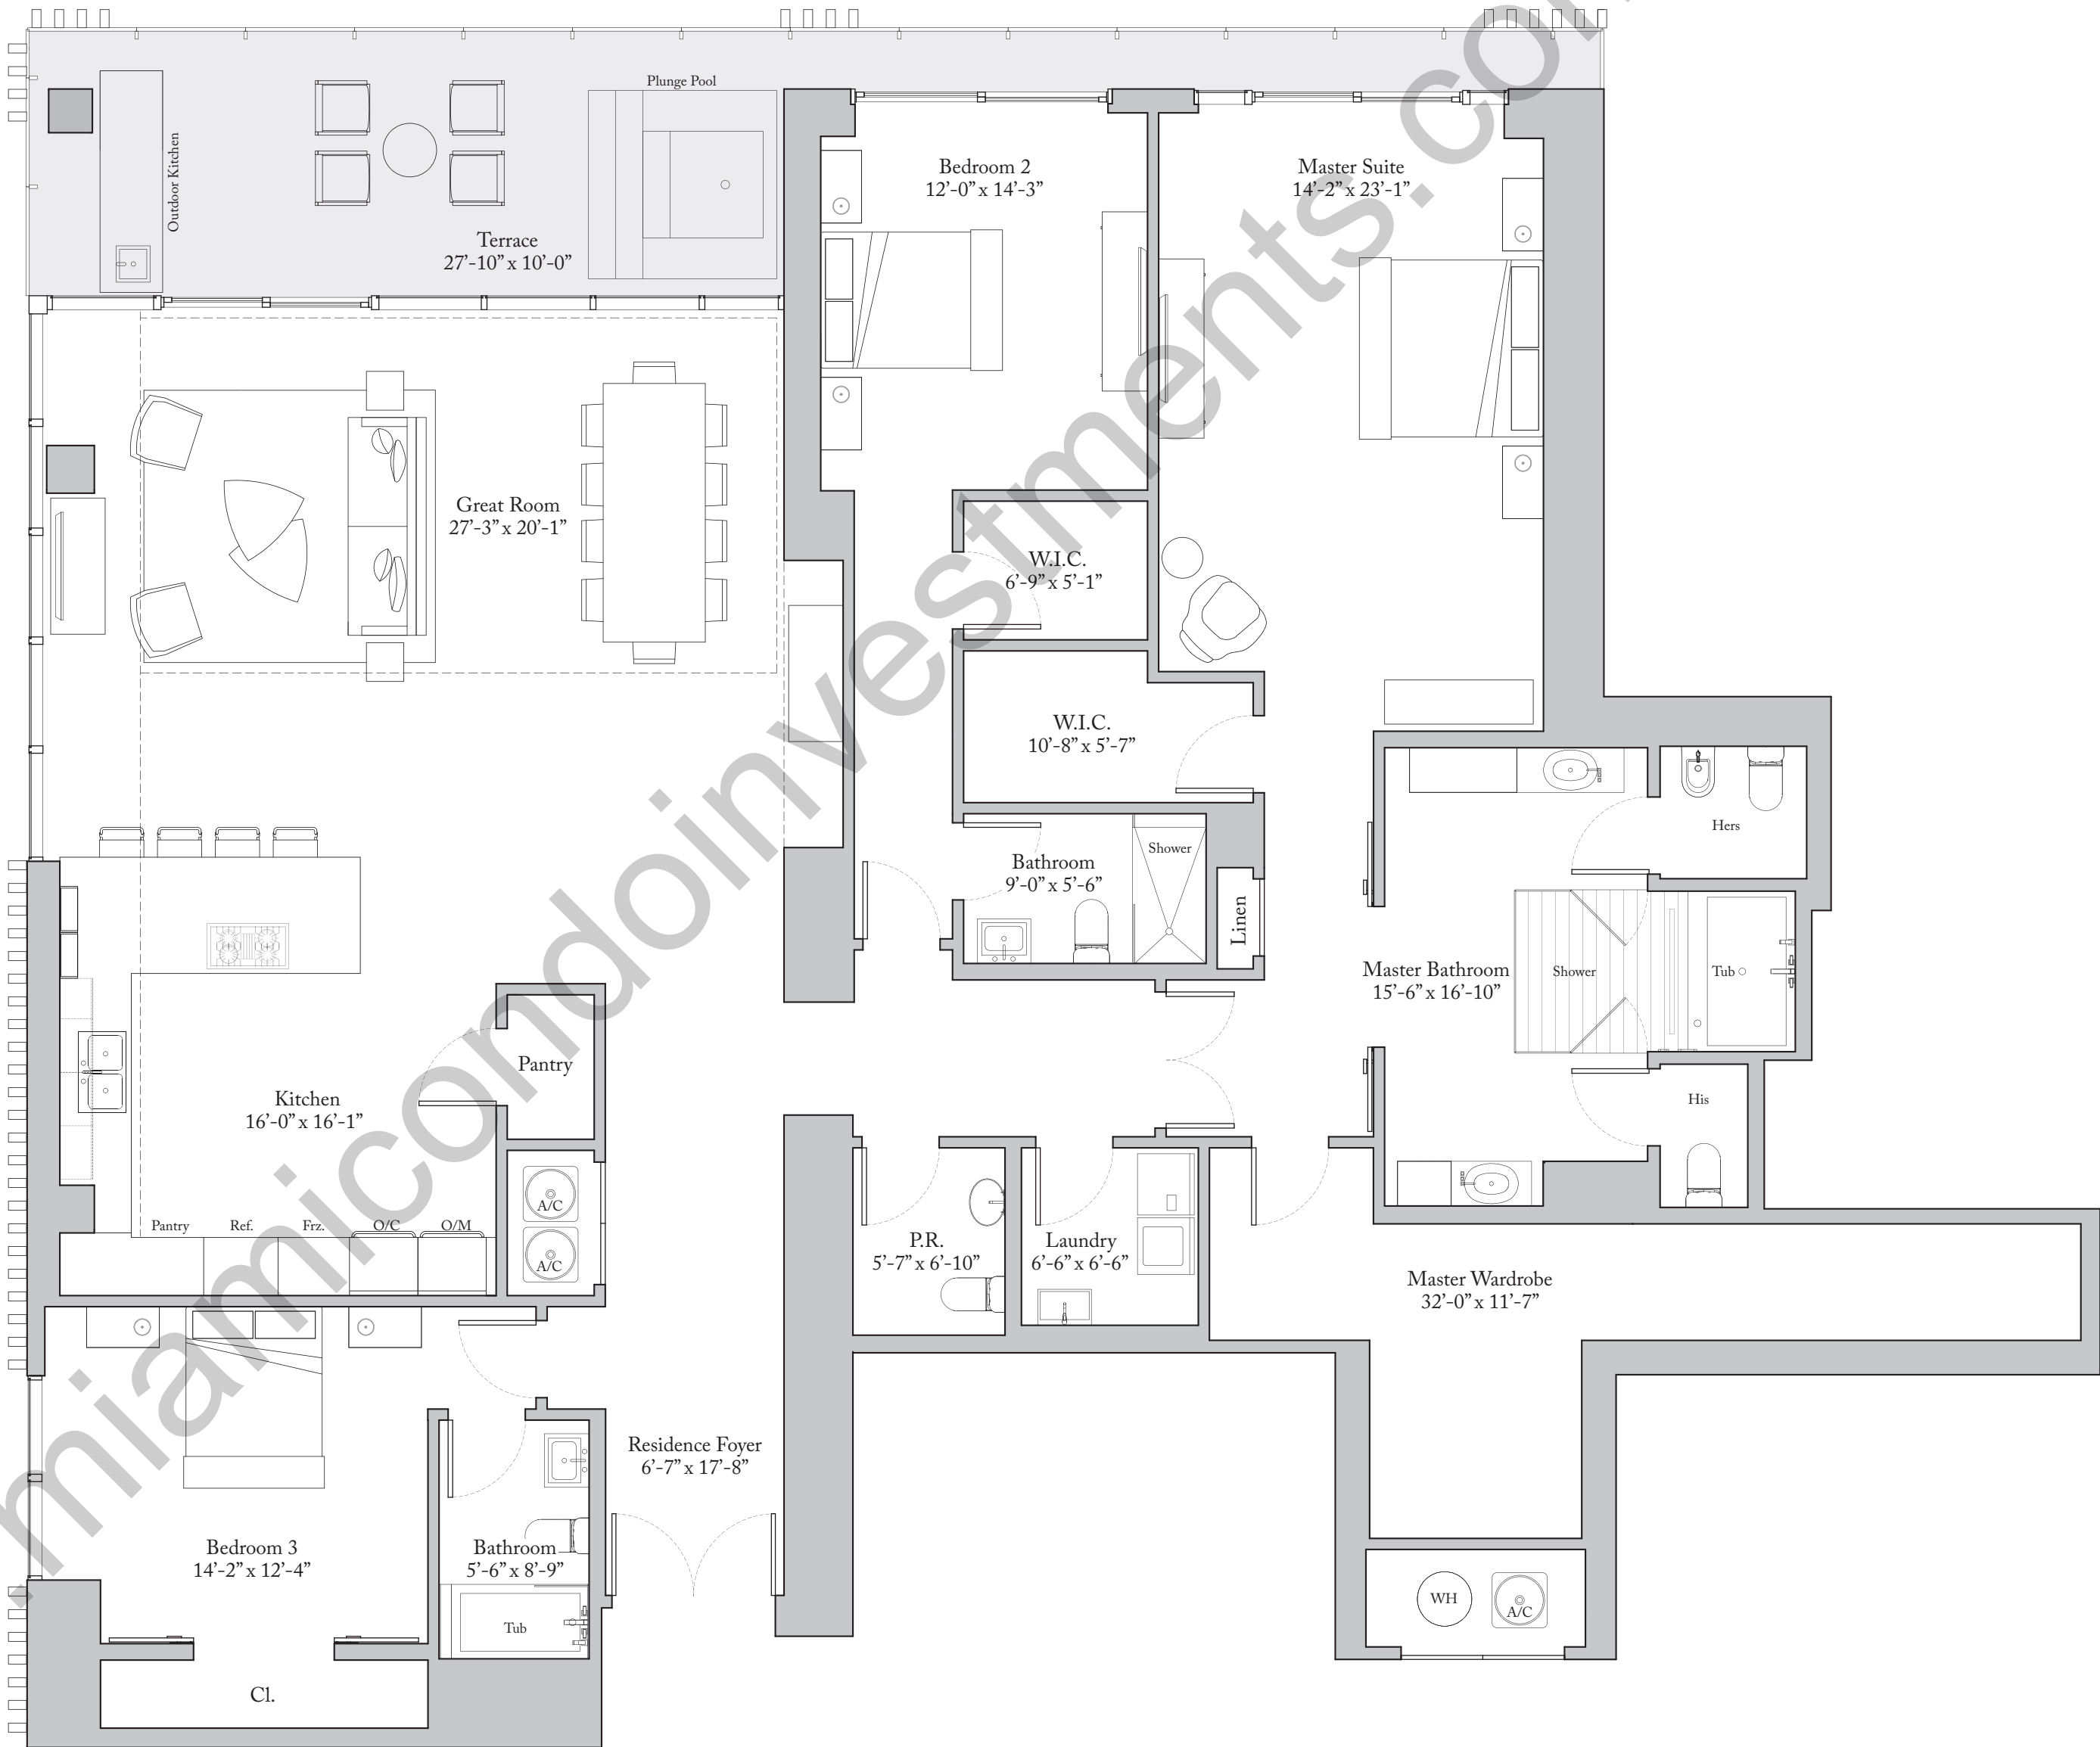 Plunge Pool
Outdoor Kitchen
Terrace
27’-10” x 10’-0”
Bedroom 2
12’-0” x 14’-3”
Master Suite
14’-2” x 23’-1”
Great Room
27’-3” x 20’-1”
W.I.C.
6’-9” x 5’-1”
W.I.C.
10’-8” x 5’-7”
Hers
Bathroom
9’-0” x 5’-6”
Shower
Linen
Master Bathroom
15’-6” x 16’-10”
Shower
Tub
Pantry
Kitchen
16’-0” x 16’-1”
His
Pantry
Ref.
Frz.
O/C
O/M
A/C
A/C
P.R.
5’-7” x 6’-10”
Laundry
6’-6” x 6’-6”
Master Wardrobe
32’-0” x 11’-7”
Residence Foyer
6’-7” x 17’-8”
Bedroom 3
14’-2” x 12’-4”
Bathroom
5’-6” x 8’-9”
Tub
WH
A/C
Cl.
.miamicondoinvestments.com